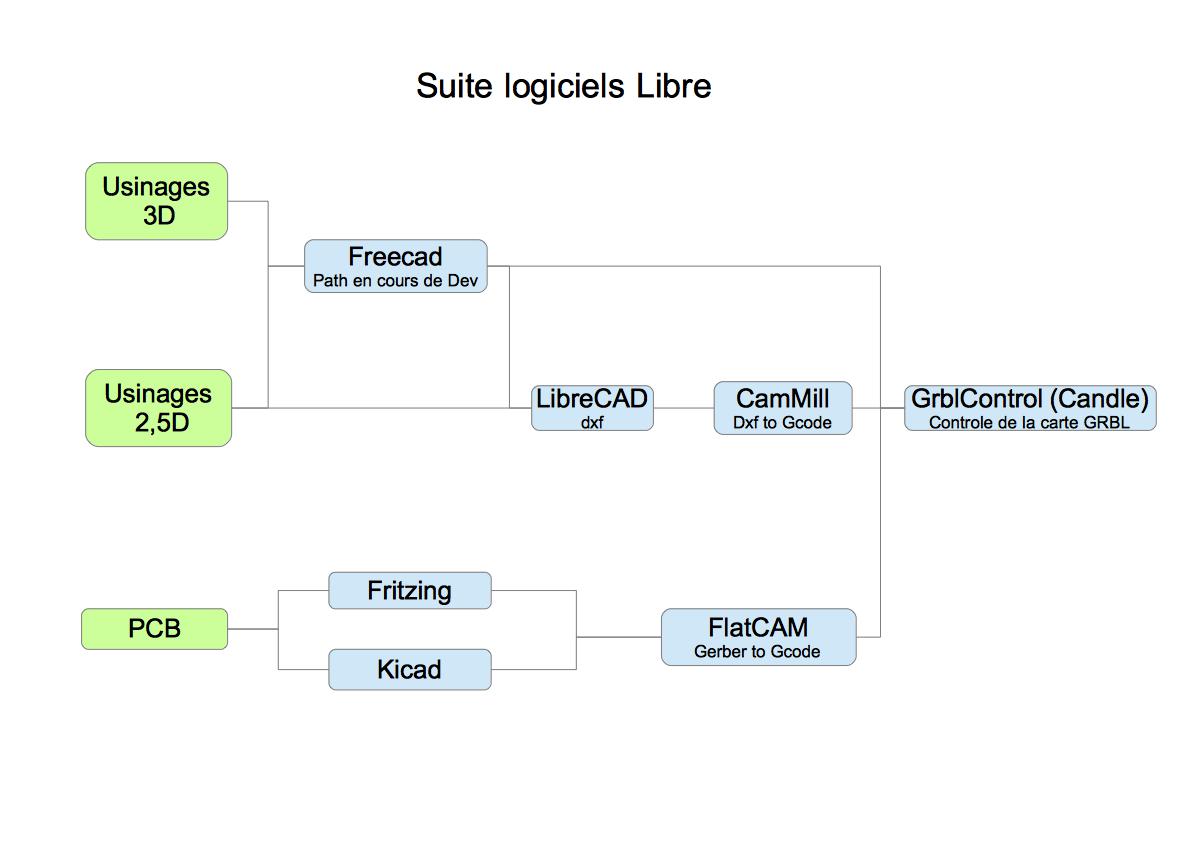 Suite logiciels Libre
Usinages
3D
Freecad
Path en cours de Dev
Usinages
2,5D
LibreCAD
dxf
CamMill
Dxf to Gcode
GrblControl (Candle)
Controle de la carte GRBL
Fritzing
PCB
Kicad
FlatCAM
Gerber to Gcode